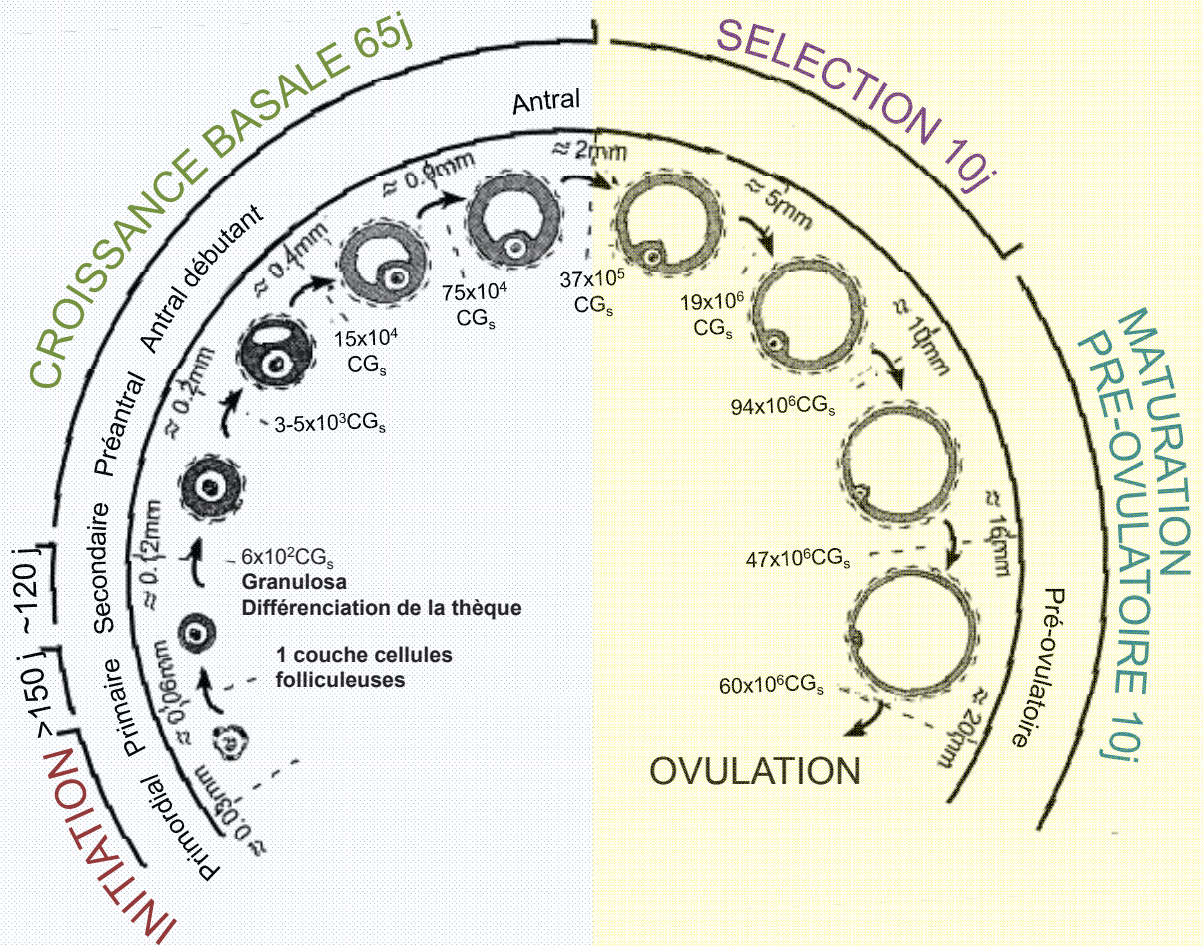 CROISSANCE BASALE 65j
SELECTION 10j
MATURATION
PRE-OVULATOIRE 10j
INITIATION
>150 j
~120 j
Primordial
Primaire
Secondaire
Préantral
Antral débutant
Antral
Pré-ovulatoire
≈ 0.03mm
≈ 0.06mm
≈ 0.12mm
≈ 0.2mm
≈ 0.4mm
≈ 0.9mm
≈ 2mm
≈ 5mm
≈ 10mm
≈ 16mm
≈ 20mm
1 couche cellules
folliculeuses
6x10²CGs
Granulosa
Différenciation de la thèque
3-5x10³CGs
15x10⁴
CGs
75x10⁴
CGs
37x10⁵
CGs
19x10⁶
CGs
94x10⁶CGs
47x10⁶CGs
60x10⁶CGs
OVULATION